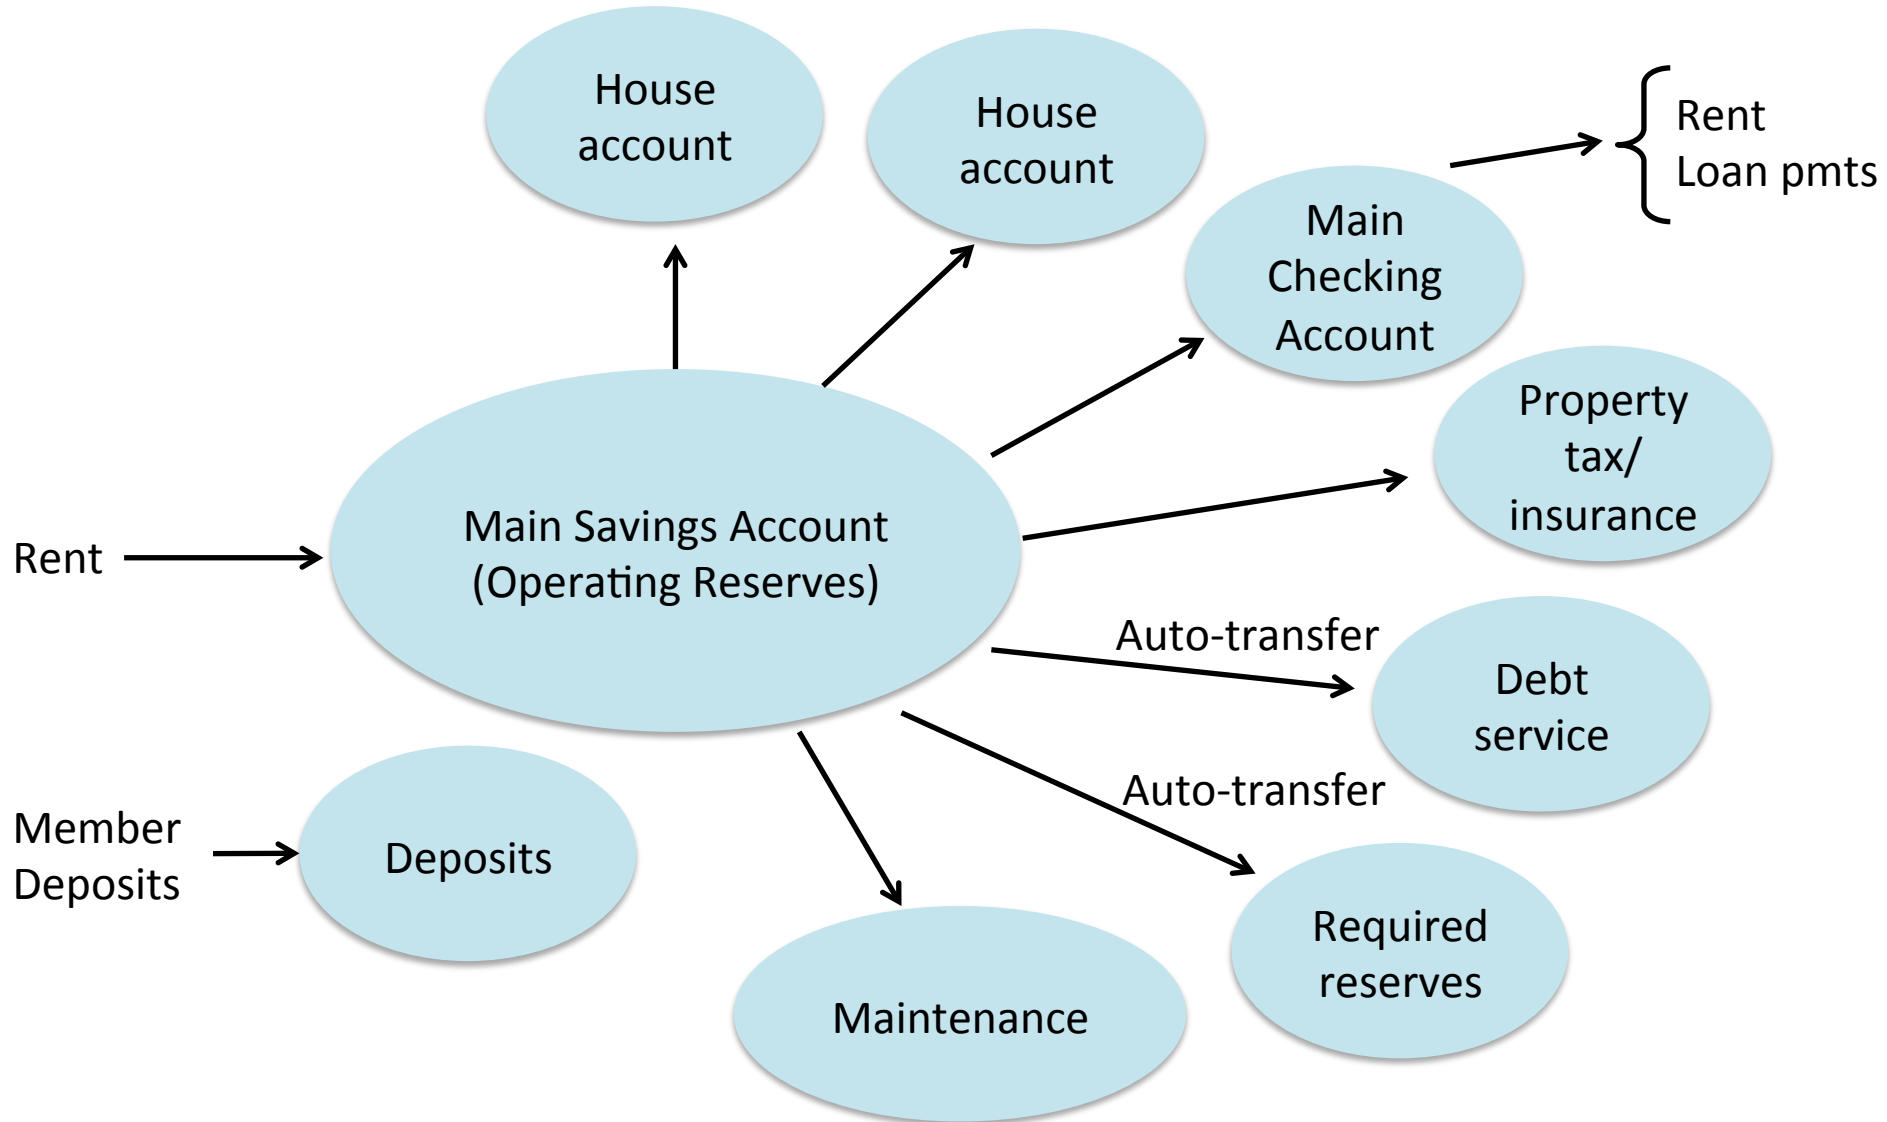 House
account
House
account
Rent
Loan pmts
Main
Checking
Account
Property
tax/
insurance
Main Savings Account
(Operating Reserves)
Rent
Auto-transfer
Debt
service
Auto-transfer
Member
Deposits
Deposits
Required
reserves
Maintenance